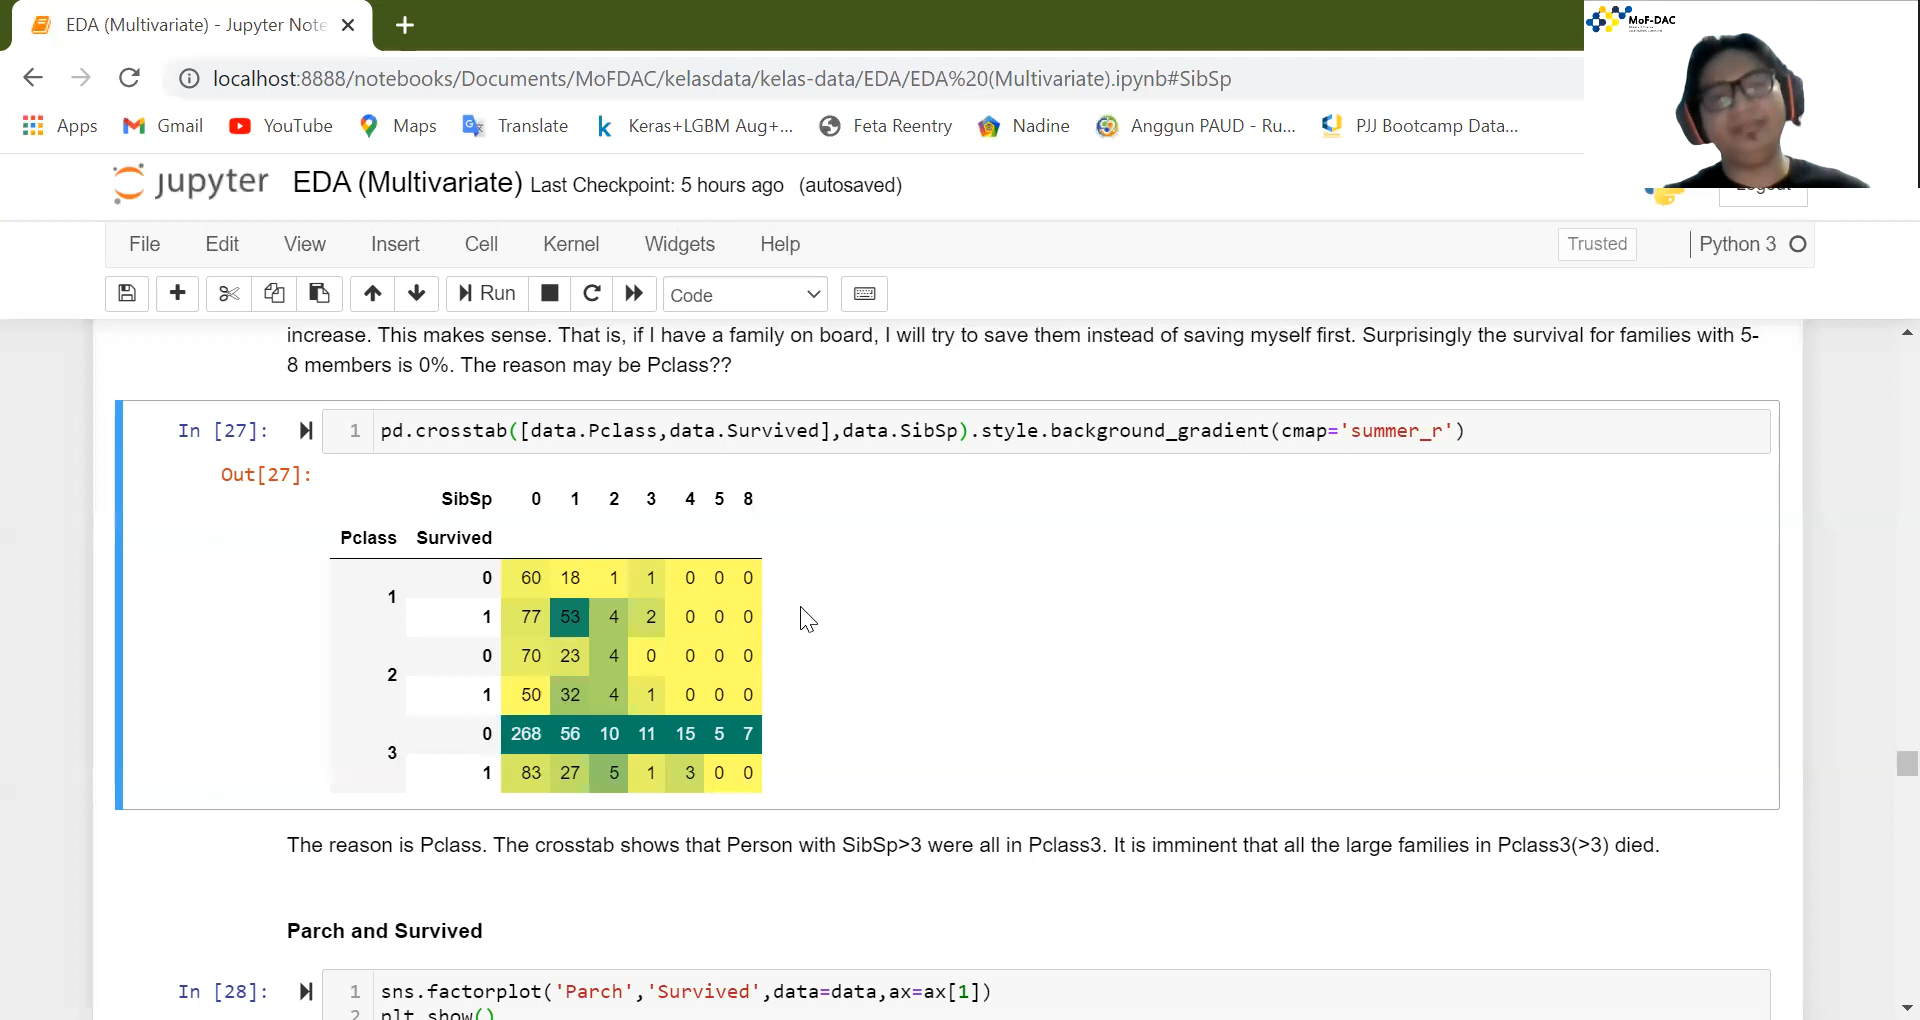 EDA (Multivariate) - Jupyter Note
MoF-DAC
localhost:8888/notebooks/Documents/MoFDAC/kelasdata/kelas-data/EDA/EDA%20(Multivariate).ipynb#SibSp
Apps Gmail YouTube Maps Translate Keras+LGBM Aug+... Feta Reentry Nadine Anggun PAUD - Ru... PJJ Bootcamp Data...
jupyter EDA (Multivariate) Last Checkpoint: 5 hours ago (autosaved)
Logout
File Edit View Insert Cell Kernel Widgets Help Trusted Python 3
Run Code
increase. This makes sense. That is, if I have a family on board, I will try to save them instead of saving myself first. Surprisingly the survival for families with 5-
8 members is 0%. The reason may be Pclass??
In [27]: 1 pd.crosstab([data.Pclass,data.Survived],data.SibSp).style.background_gradient(cmap='summer_r')
Out[27]:
SibSp 0 1 2 3 4 5 8
Pclass Survived
0 60 18 1 1 0 0 0
1
1 77 53 4 2 0 0 0
0 70 23 4 0 0 0 0
2
1 50 32 4 1 0 0 0
0 268 56 10 11 15 5 7
3
1 83 27 5 1 3 0 0
The reason is Pclass. The crosstab shows that Person with SibSp>3 were all in Pclass3. It is imminent that all the large families in Pclass3(>3) died.
Parch and Survived
In [28]: 1 sns.factorplot('Parch','Survived',data=data,ax=ax[1])
2 plt.show()